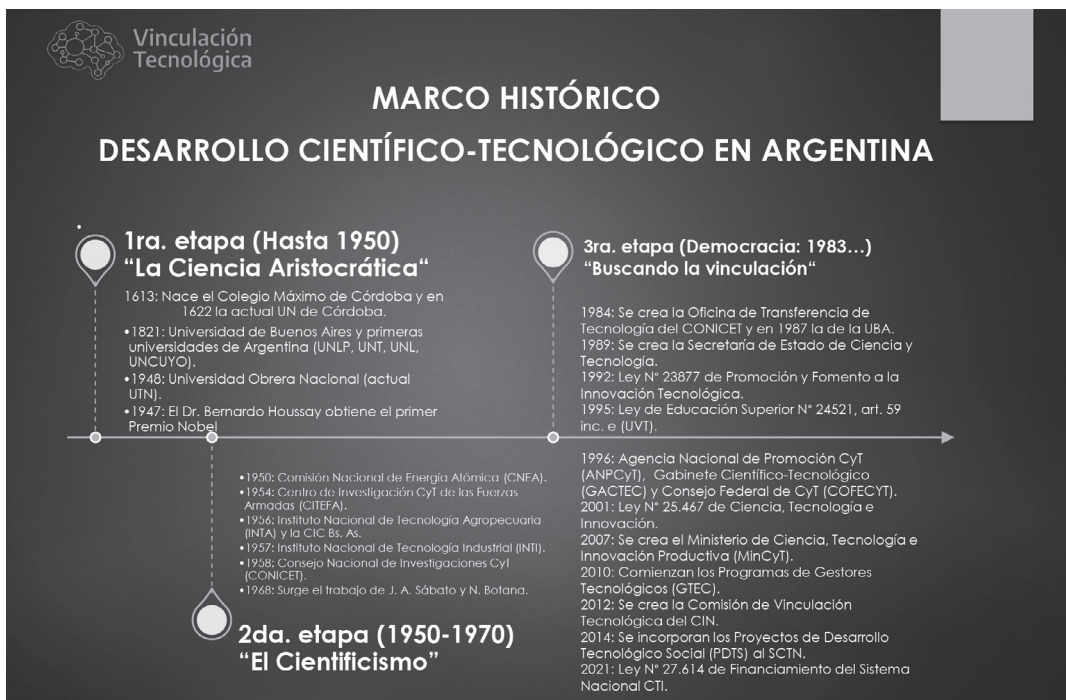 Vinculación
Tecnológica
MARCO HISTÓRICO
DESARROLLO CIENTÍFICO-TECNOLÓGICO EN ARGENTINA
1ra. etapa (Hasta 1950)
“La Ciencia Aristocrática“
1613: Nace el Colegio Máximo de Córdoba y en
1622 la actual UN de Córdoba.
•1821: Universidad de Buenos Aires y primeras
universidades de Argentina (UNLP, UNT, UNL,
UNCUYO).
•1948: Universidad Obrera Nacional (actual
UTN).
•1947: El Dr. Bernardo Houssay obtiene el primer
Premio Nobel
•1950: Comisión Nacional de Energía Atómica (CNEA).
•1954: Centro de Investigación CyT de las Fuerzas
Armadas (CITEFA).
•1956: Instituto Nacional de Tecnología Agropecuaria
(INTA) y la CIC Bs. As.
•1957: Instituto Nacional de Tecnología Industrial (INTI).
•1958: Consejo Nacional de Investigaciones CyT
(CONICET).
•1968: Surge el trabajo de J. A. Sábato y N. Botana.
2da. etapa (1950-1970)
“El Cientificismo”
3ra. etapa (Democracia: 1983...)
“Buscando la vinculación“
1984: Se crea la Oficina de Transferencia de
Tecnología del CONICET y en 1987 la de la UBA.
1989: Se crea la Secretaría de Estado de Ciencia y
Tecnología.
1992: Ley N° 23877 de Promoción y Fomento a la
Innovación Tecnológica.
1995: Ley de Educación Superior N° 24521, art. 59
inc. e (UVT).
1996: Agencia Nacional de Promoción CyT
(ANPCyT), Gabinete Científico-Tecnológico
(GACTEC) y Consejo Federal de CyT (COFECYT).
2001: Ley N° 25.467 de Ciencia, Tecnología e
Innovación.
2007: Se crea el Ministerio de Ciencia, Tecnología e
Innovación Productiva (MinCyT).
2010: Comienzan los Programas de Gestores
Tecnológicos (GTEC).
2012: Se crea la Comisión de Vinculación
Tecnológica del CIN.
2014: Se incorporan los Proyectos de Desarrollo
Tecnológico Social (PDTS) al SCTN.
2021: Ley N° 27.614 de Financiamiento del Sistema
Nacional CTI.